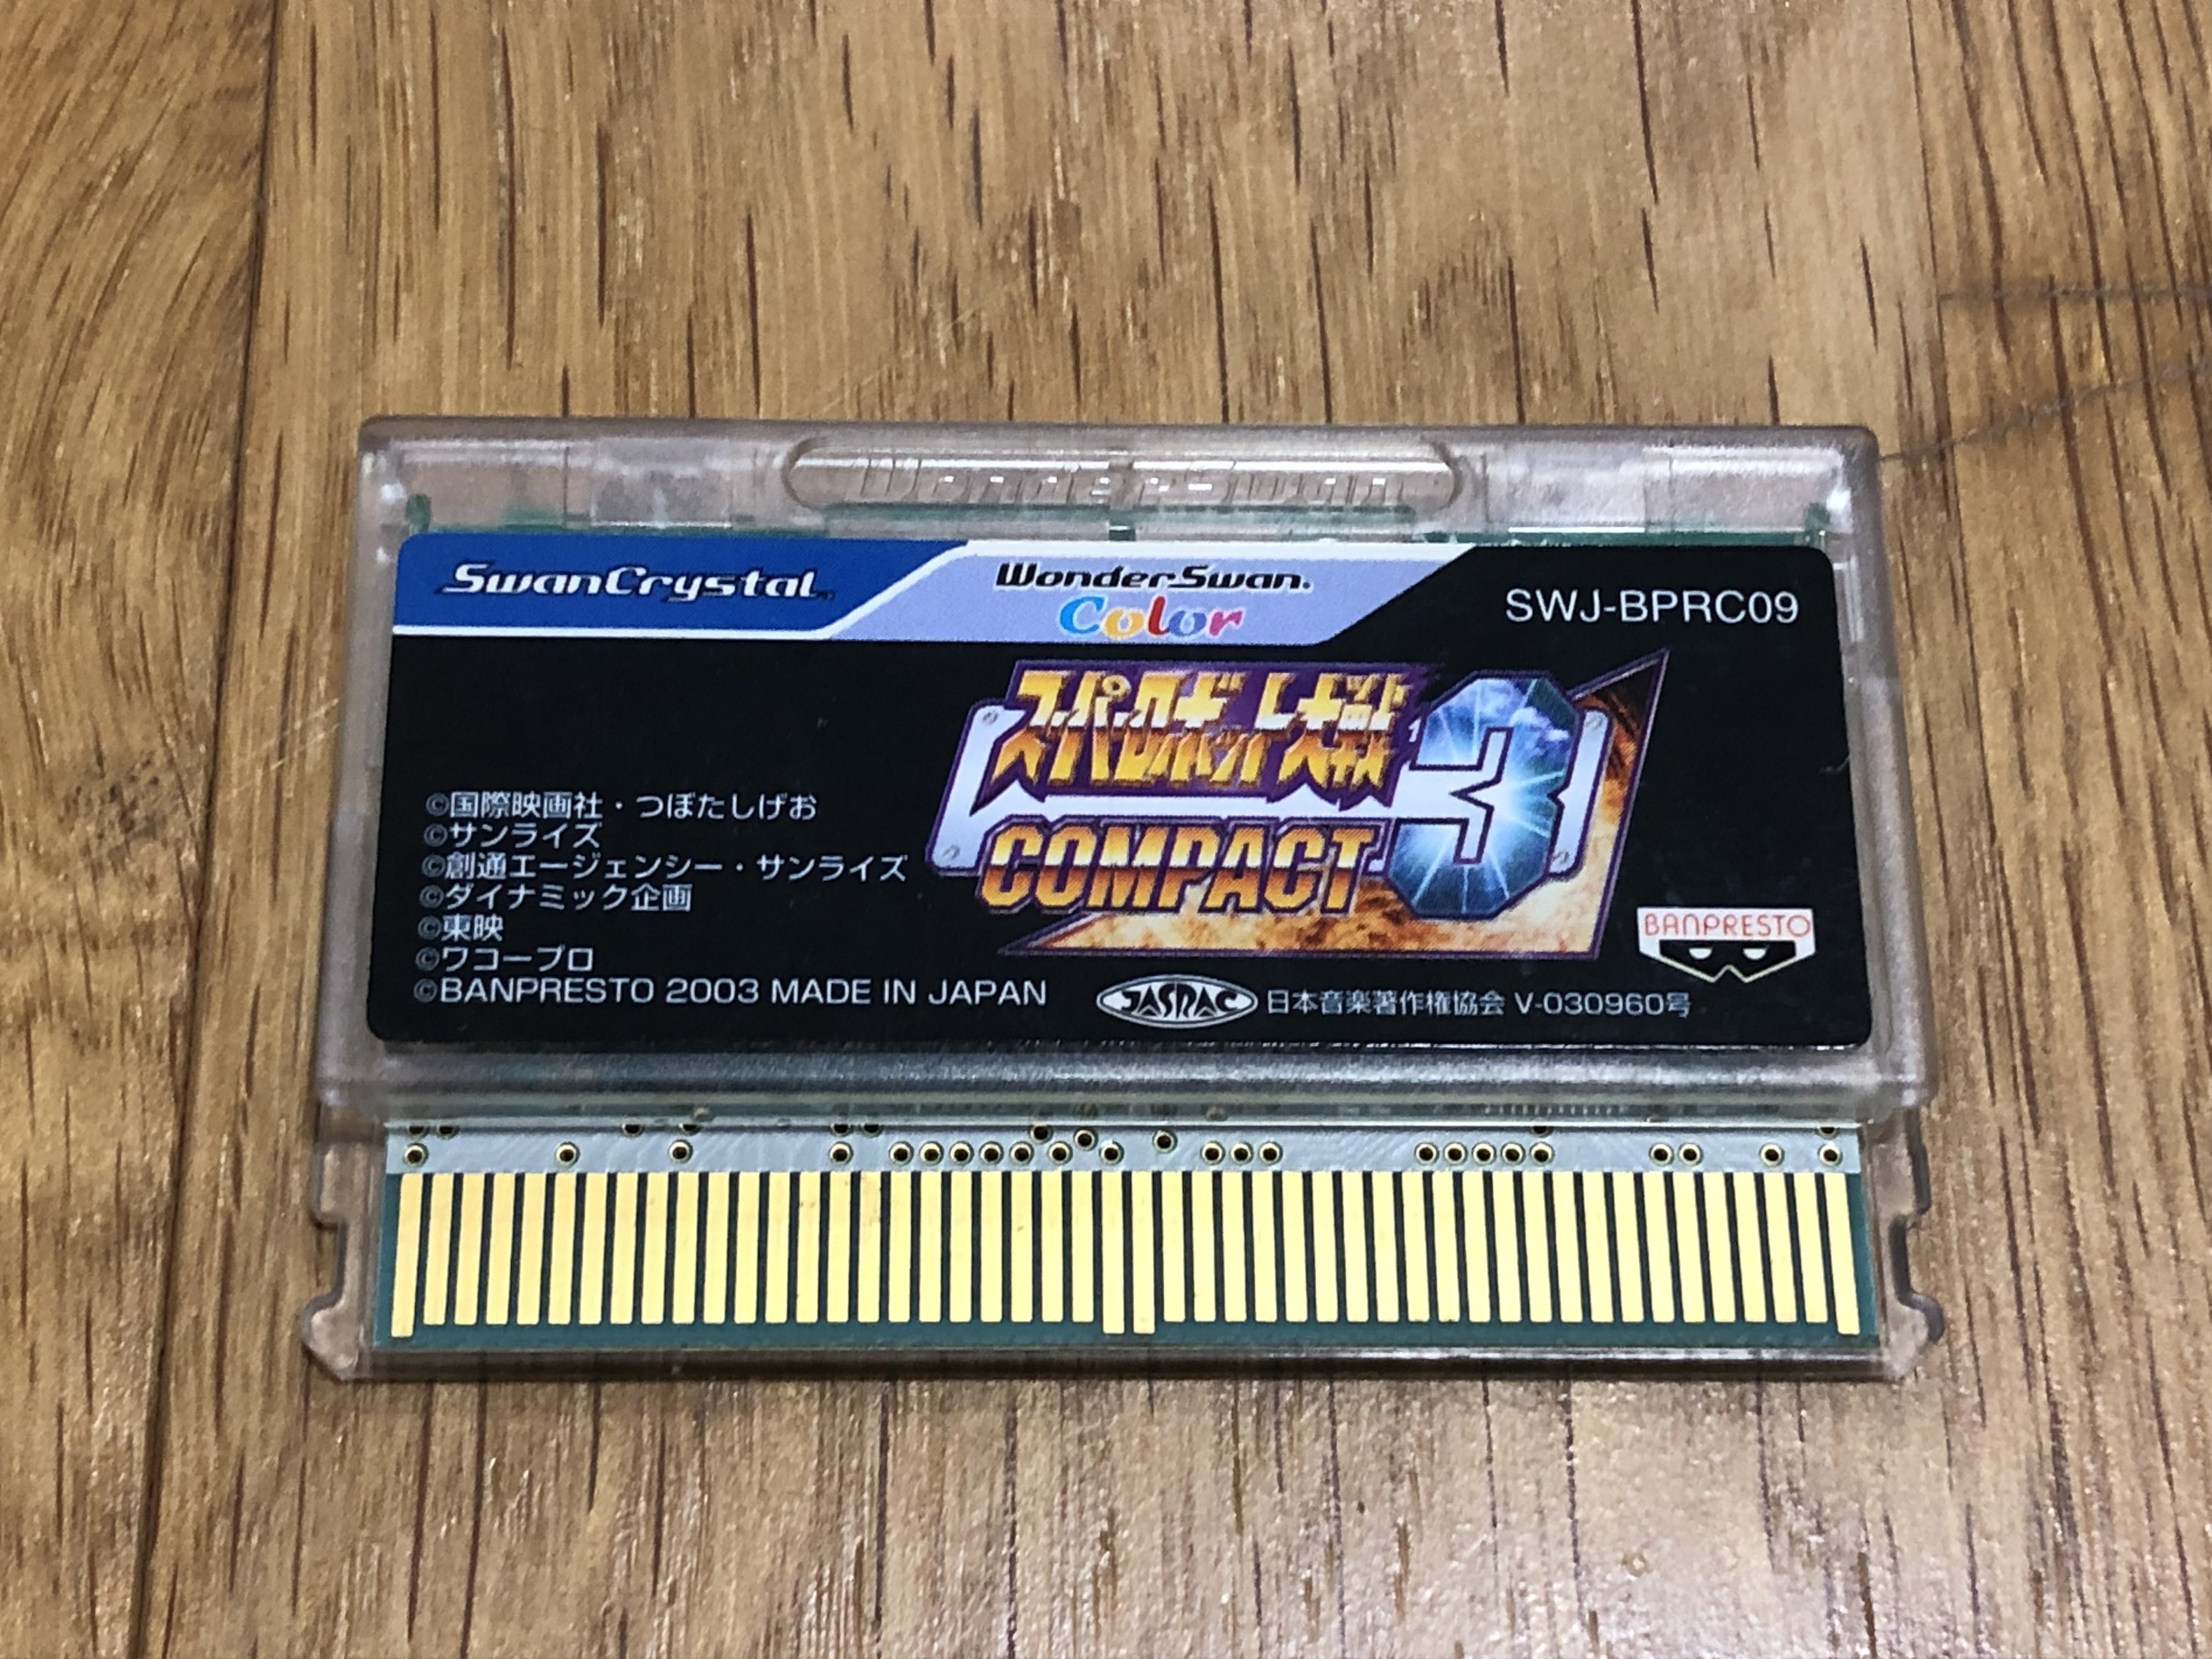 WonderSwan
SwanCrystal
WonderSwan
Color
SWJ-BPRC09
スーパーロボット大戦
COMPACT 3
©国際映画社・つぼたしげお
©サンライズ
©創通エージェンシー・サンライズ
©ダイナミック企画
©東映
©ワコープロ
©BANPRESTO 2003 MADE IN JAPAN
JASRAC 日本音楽著作権協会 V-030960号
BANPRESTO